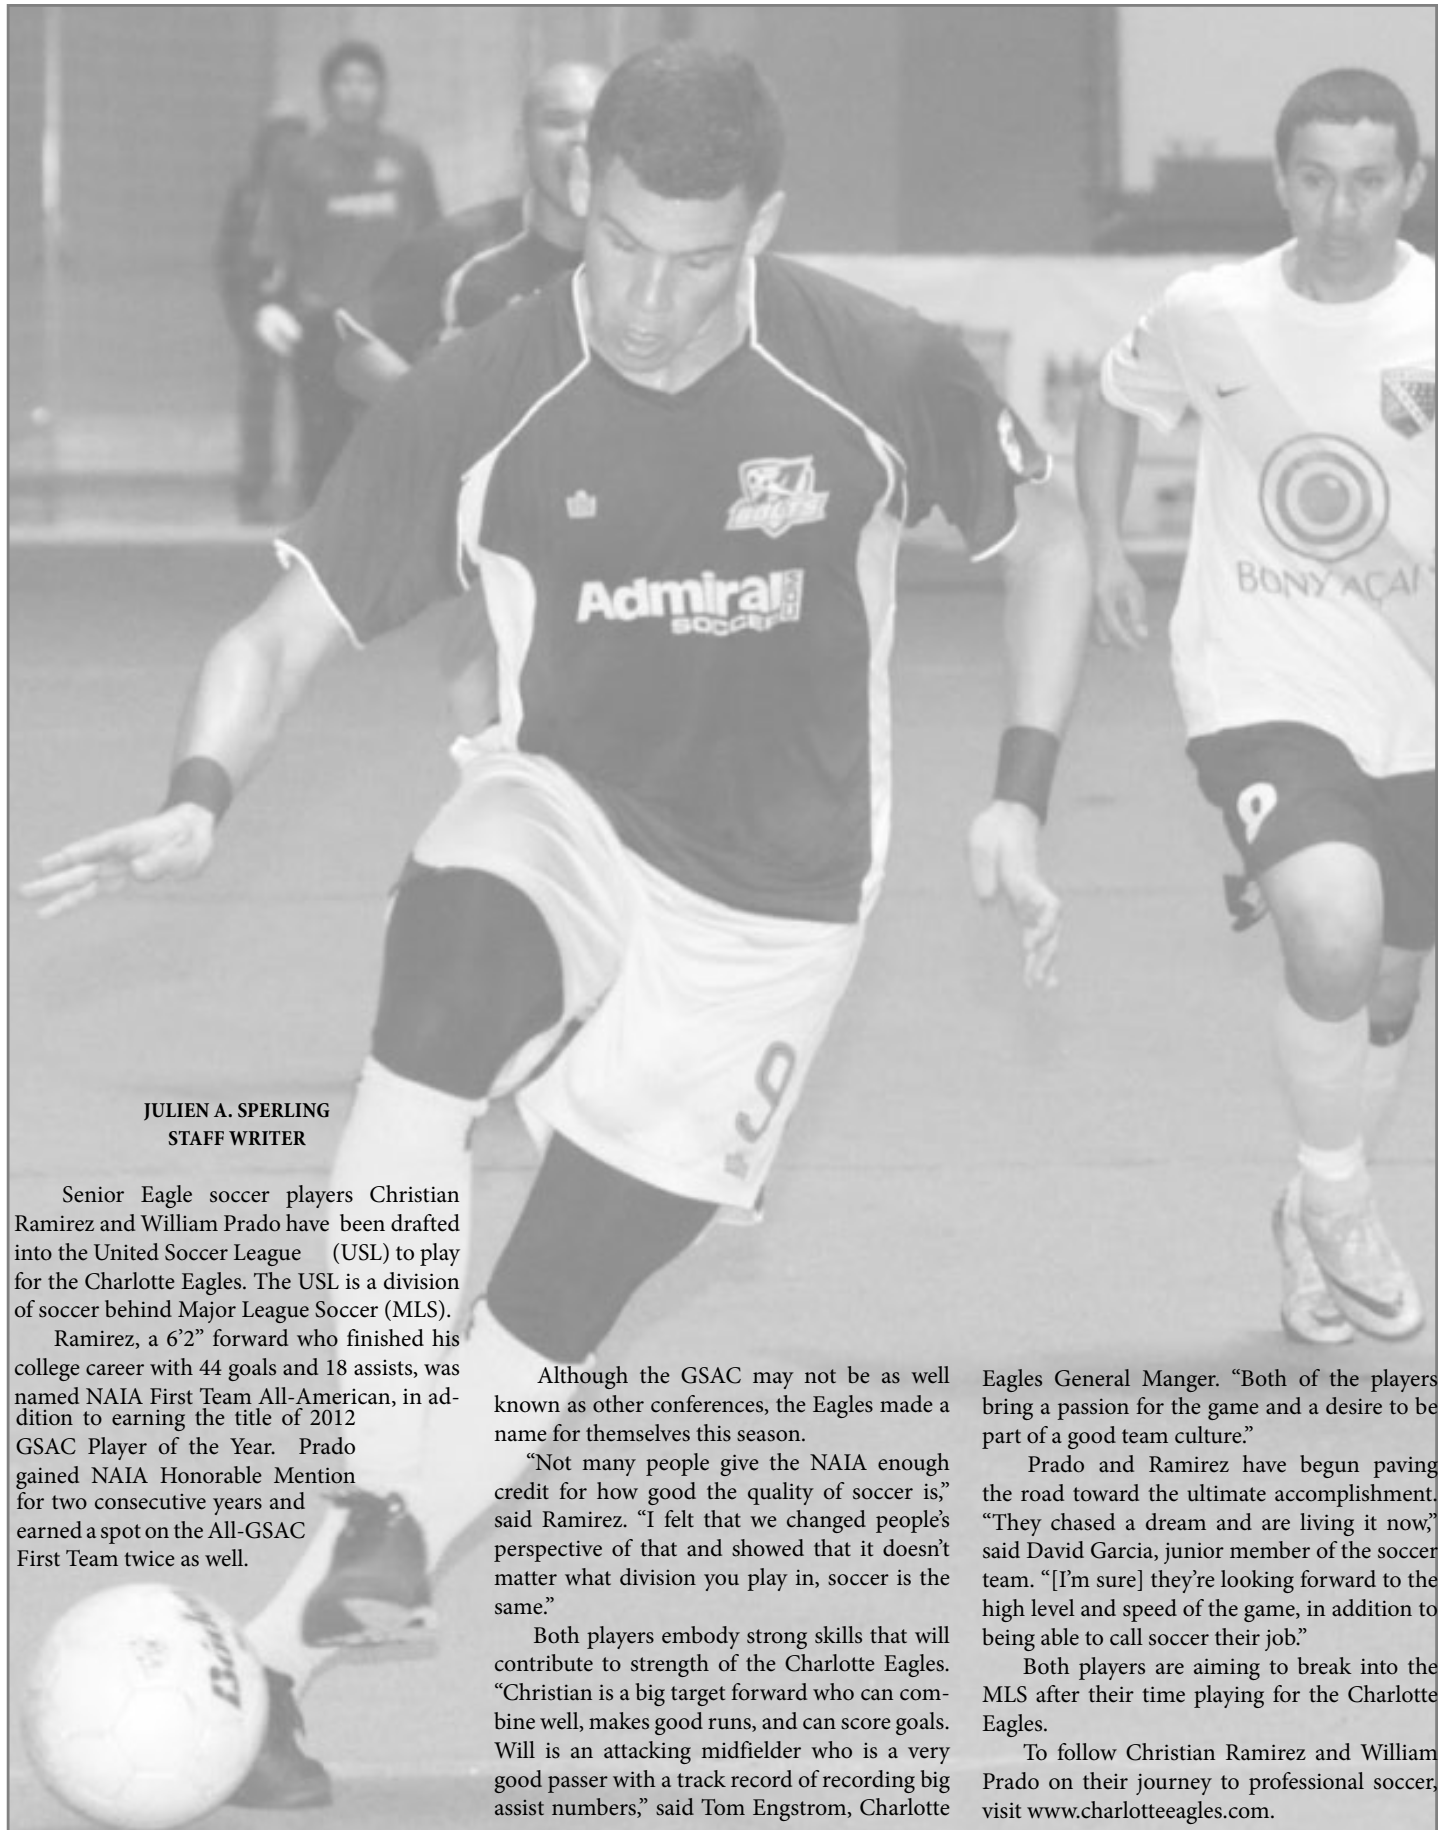 BOLTS
Admiral
SOCCER
.COM
BONY AÇAI
9
9
JULIEN A. SPERLING
STAFF WRITER
Senior Eagle soccer players Christian
Ramirez and William Prado have been drafted
into the United Soccer League (USL) to play
for the Charlotte Eagles. The USL is a division
of soccer behind Major League Soccer (MLS).
Ramirez, a 6’2” forward who finished his
college career with 44 goals and 18 assists, was
named NAIA First Team All-American, in ad-
dition to earning the title of 2012
GSAC Player of the Year. Prado
gained NAIA Honorable Mention
for two consecutive years and
earned a spot on the All-GSAC
First Team twice as well.
Although the GSAC may not be as well
known as other conferences, the Eagles made a
name for themselves this season.
“Not many people give the NAIA enough
credit for how good the quality of soccer is,”
said Ramirez. “I felt that we changed people’s
perspective of that and showed that it doesn’t
matter what division you play in, soccer is the
same.”
Both players embody strong skills that will
contribute to strength of the Charlotte Eagles.
“Christian is a big target forward who can com-
bine well, makes good runs, and can score goals.
Will is an attacking midfielder who is a very
good passer with a track record of recording big
assist numbers,” said Tom Engstrom, Charlotte
Eagles General Manger. “Both of the players
bring a passion for the game and a desire to be
part of a good team culture.”
Prado and Ramirez have begun paving
the road toward the ultimate accomplishment.
“They chased a dream and are living it now,”
said David Garcia, junior member of the soccer
team. “[I’m sure] they’re looking forward to the
high level and speed of the game, in addition to
being able to call soccer their job.”
Both players are aiming to break into the
MLS after their time playing for the Charlotte
Eagles.
To follow Christian Ramirez and William
Prado on their journey to professional soccer,
visit www.charlotteeagles.com.